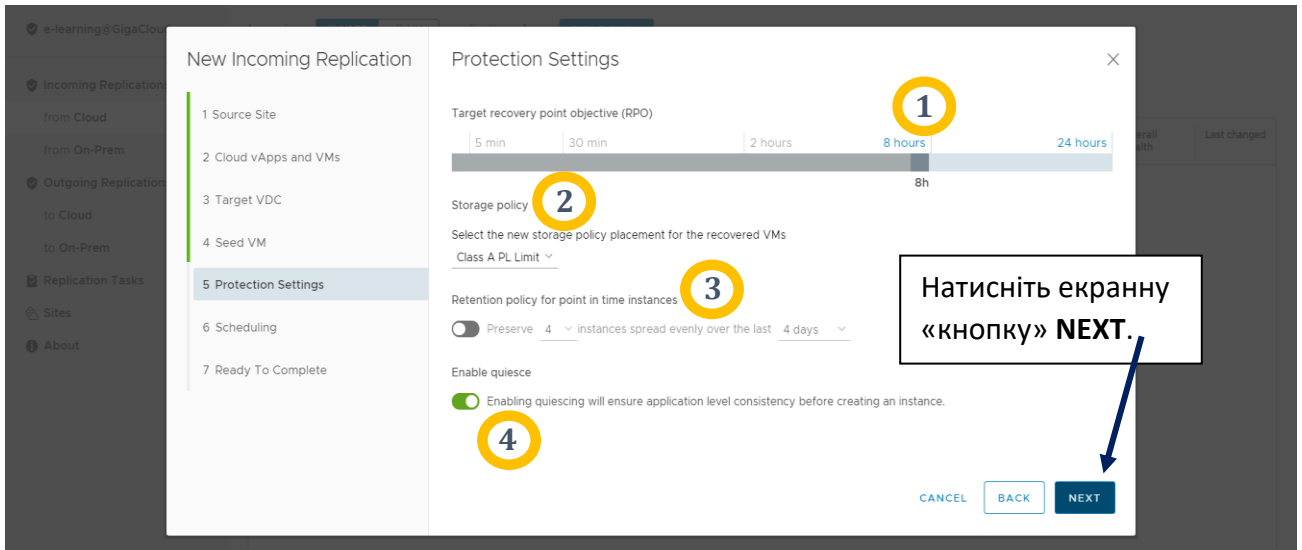 e-learning@GigaClou
New Incoming Replication
Protection Settings
Incoming Replication
from Cloud
from On-Prem
Outgoing Replication
to Cloud
to On-Prem
Replication Tasks
Sites
About
1 Source Site
2 Cloud vApps and VMs
3 Target VDC
4 Seed VM
5 Protection Settings
6 Scheduling
7 Ready To Complete
Target recovery point objective (RPO)
1
5 min 30 min 2 hours 8 hours 24 hours
8h
Storage policy
2
Select the new storage policy placement for the recovered VMs
Class A PL Limit
Retention policy for point in time instances
3
Preserve 4 instances spread evenly over the last 4 days
Enable quiesce
Enabling quiescing will ensure application level consistency before creating an instance.
4
Натисніть екранну
«кнопку» NEXT.
CANCEL BACK NEXT
Last changed